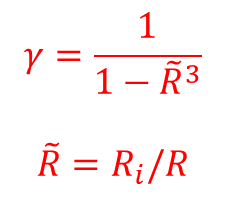 γ = 1 / (1 − R̃³)
R̃ = Rᵢ/R